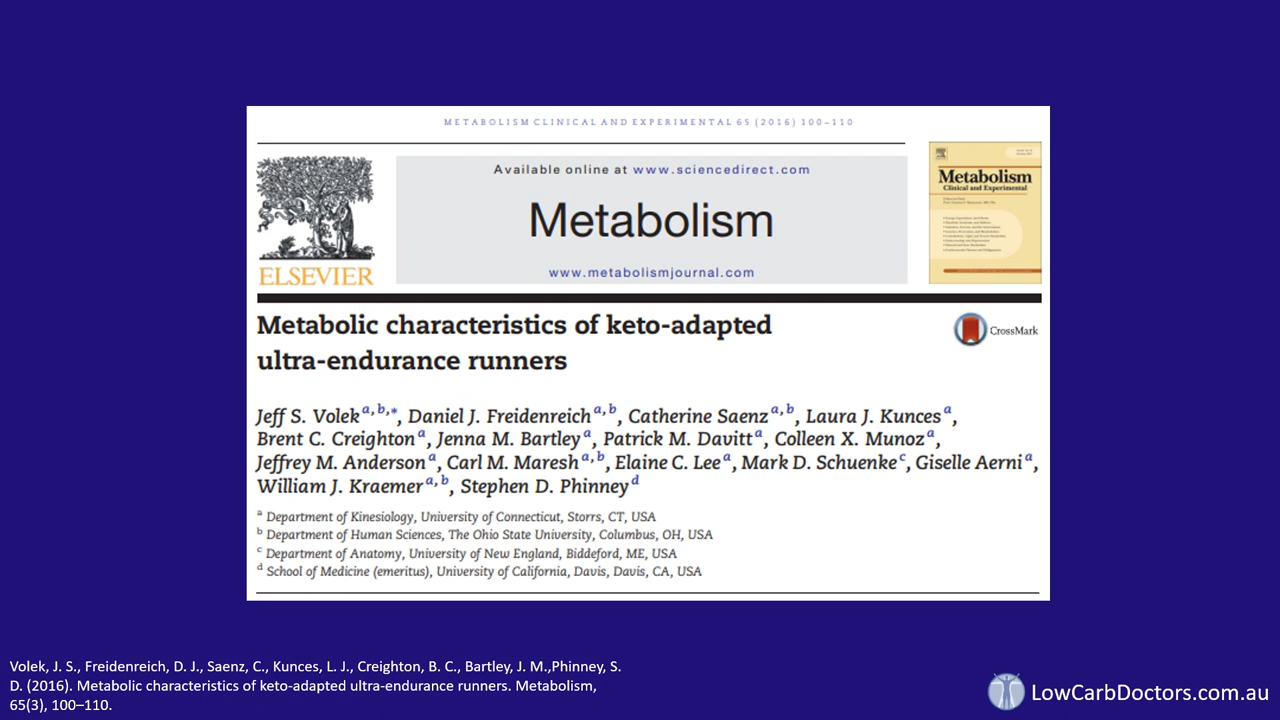 METABOLISM CLINICAL AND EXPERIMENTAL 65 (2016) 100–110
Available online at www.sciencedirect.com
Metabolism
www.metabolismjournal.com
ELSEVIER
Metabolism
Clinical and Experimental
Metabolic characteristics of keto-adapted
ultra-endurance runners
CrossMark
Jeff S. Volek a,b,*, Daniel J. Freidenreich a,b, Catherine Saenz a,b, Laura J. Kunces a,
Brent C. Creighton a, Jenna M. Bartley a, Patrick M. Davitt a, Colleen X. Munoz a,
Jeffrey M. Anderson a, Carl M. Maresh a,b, Elaine C. Lee a, Mark D. Schuenke c, Giselle Aerni a,
William J. Kraemer a,b, Stephen D. Phinney d
a Department of Kinesiology, University of Connecticut, Storrs, CT, USA
b Department of Human Sciences, The Ohio State University, Columbus, OH, USA
c Department of Anatomy, University of New England, Biddeford, ME, USA
d School of Medicine (emeritus), University of California, Davis, Davis, CA, USA
Volek, J. S., Freidenreich, D. J., Saenz, C., Kunces, L. J., Creighton, B. C., Bartley, J. M.,Phinney, S.
D. (2016). Metabolic characteristics of keto-adapted ultra-endurance runners. Metabolism,
65(3), 100–110.
LowCarbDoctors.com.au